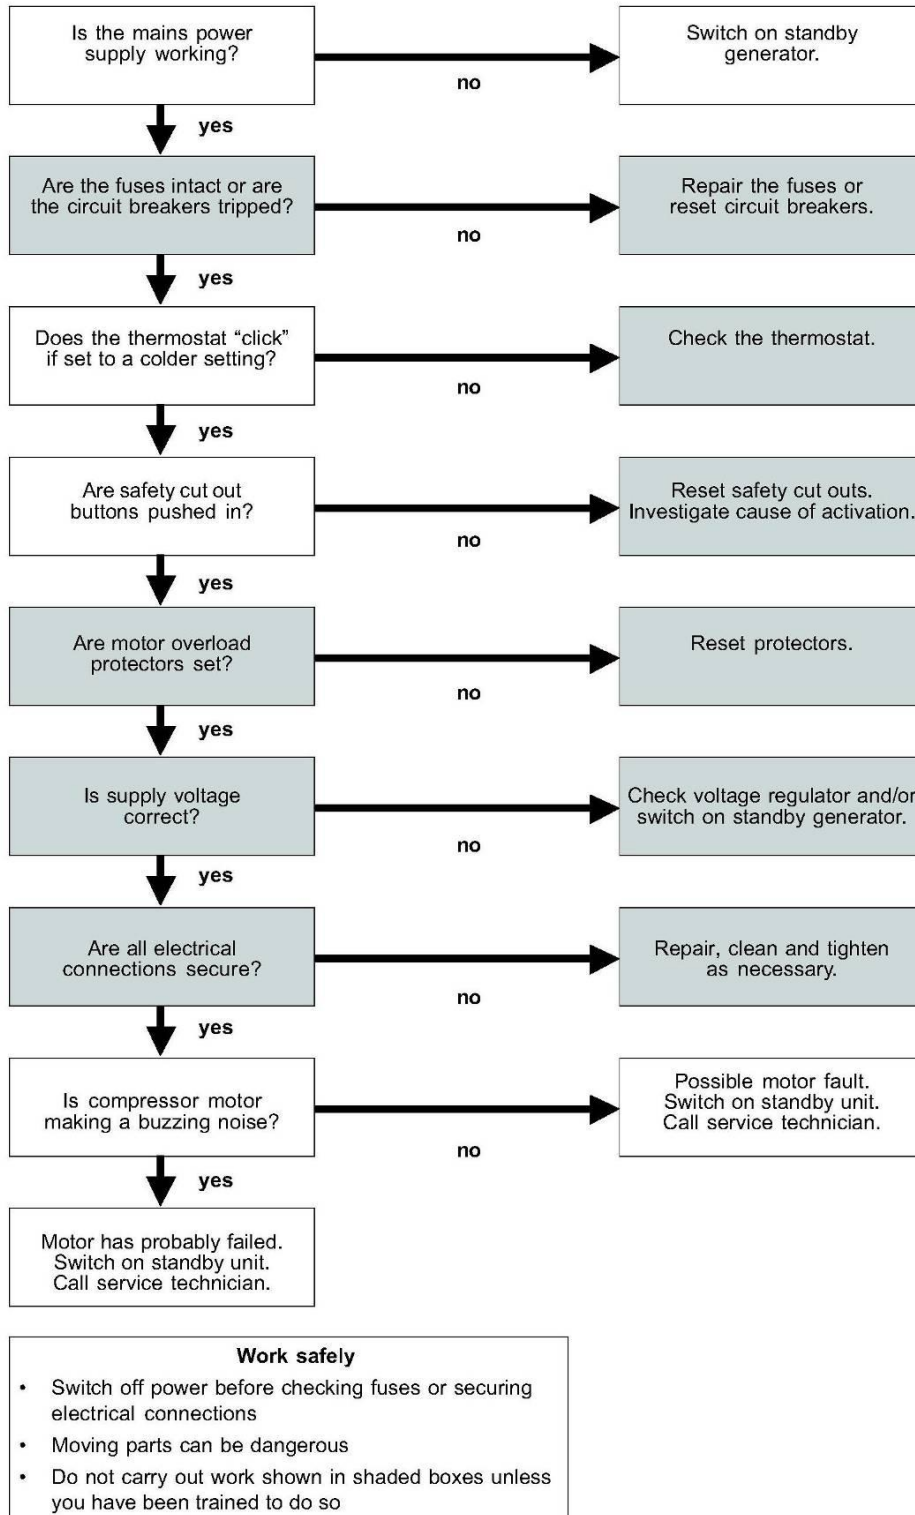 Is the mains power
supply working?
no
Switch on standby
generator.
yes
Are the fuses intact or are
the circuit breakers tripped?
no
Repair the fuses or
reset circuit breakers.
yes
Does the thermostat “click”
if set to a colder setting?
no
Check the thermostat.
yes
Are safety cut out
buttons pushed in?
no
Reset safety cut outs.
Investigate cause of activation.
yes
Are motor overload
protectors set?
no
Reset protectors.
yes
Is supply voltage
correct?
no
Check voltage regulator and/or
switch on standby generator.
yes
Are all electrical
connections secure?
no
Repair, clean and tighten
as necessary.
yes
Is compressor motor
making a buzzing noise?
no
Possible motor fault.
Switch on standby unit.
Call service technician.
yes
Motor has probably failed.
Switch on standby unit.
Call service technician.
Work safely
• Switch off power before checking fuses or securing
electrical connections
• Moving parts can be dangerous
• Do not carry out work shown in shaded boxes unless
you have been trained to do so